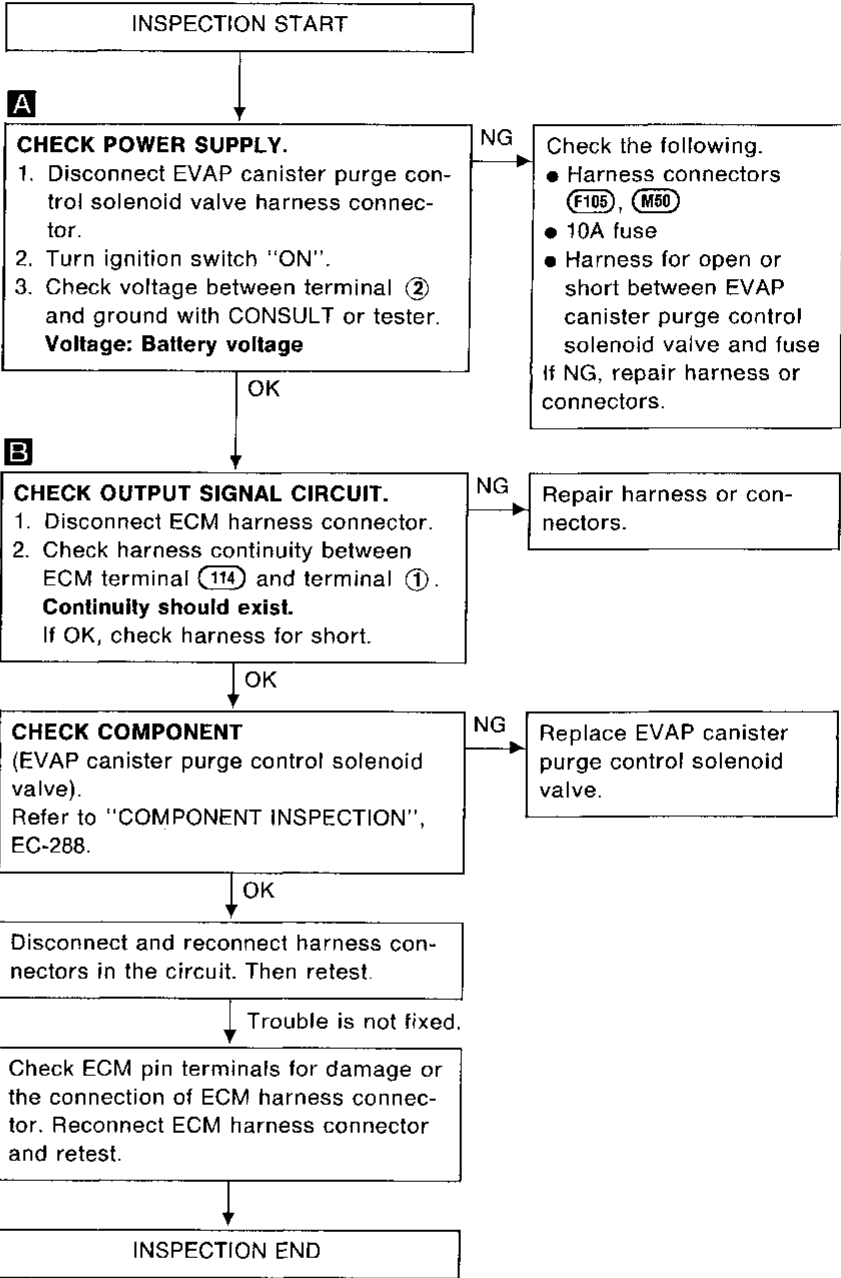 INSPECTION START
A
CHECK POWER SUPPLY.
1. Disconnect EVAP canister purge con-
trol solenoid valve harness connec-
tor.
2. Turn ignition switch "ON".
3. Check voltage between terminal ②
and ground with CONSULT or tester.
Voltage: Battery voltage
NG
Check the following.
● Harness connectors
F105, M50
● 10A fuse
● Harness for open or
short between EVAP
canister purge control
solenoid valve and fuse
If NG, repair harness or
connectors.
OK
B
CHECK OUTPUT SIGNAL CIRCUIT.
1. Disconnect ECM harness connector.
2. Check harness continuity between
ECM terminal 114 and terminal ①.
Continuity should exist.
If OK, check harness for short.
NG
Repair harness or con-
nectors.
OK
CHECK COMPONENT
(EVAP canister purge control solenoid
valve).
Refer to "COMPONENT INSPECTION",
EC-288.
NG
Replace EVAP canister
purge control solenoid
valve.
OK
Disconnect and reconnect harness con-
nectors in the circuit. Then retest.
Trouble is not fixed.
Check ECM pin terminals for damage or
the connection of ECM harness connec-
tor. Reconnect ECM harness connector
and retest.
INSPECTION END